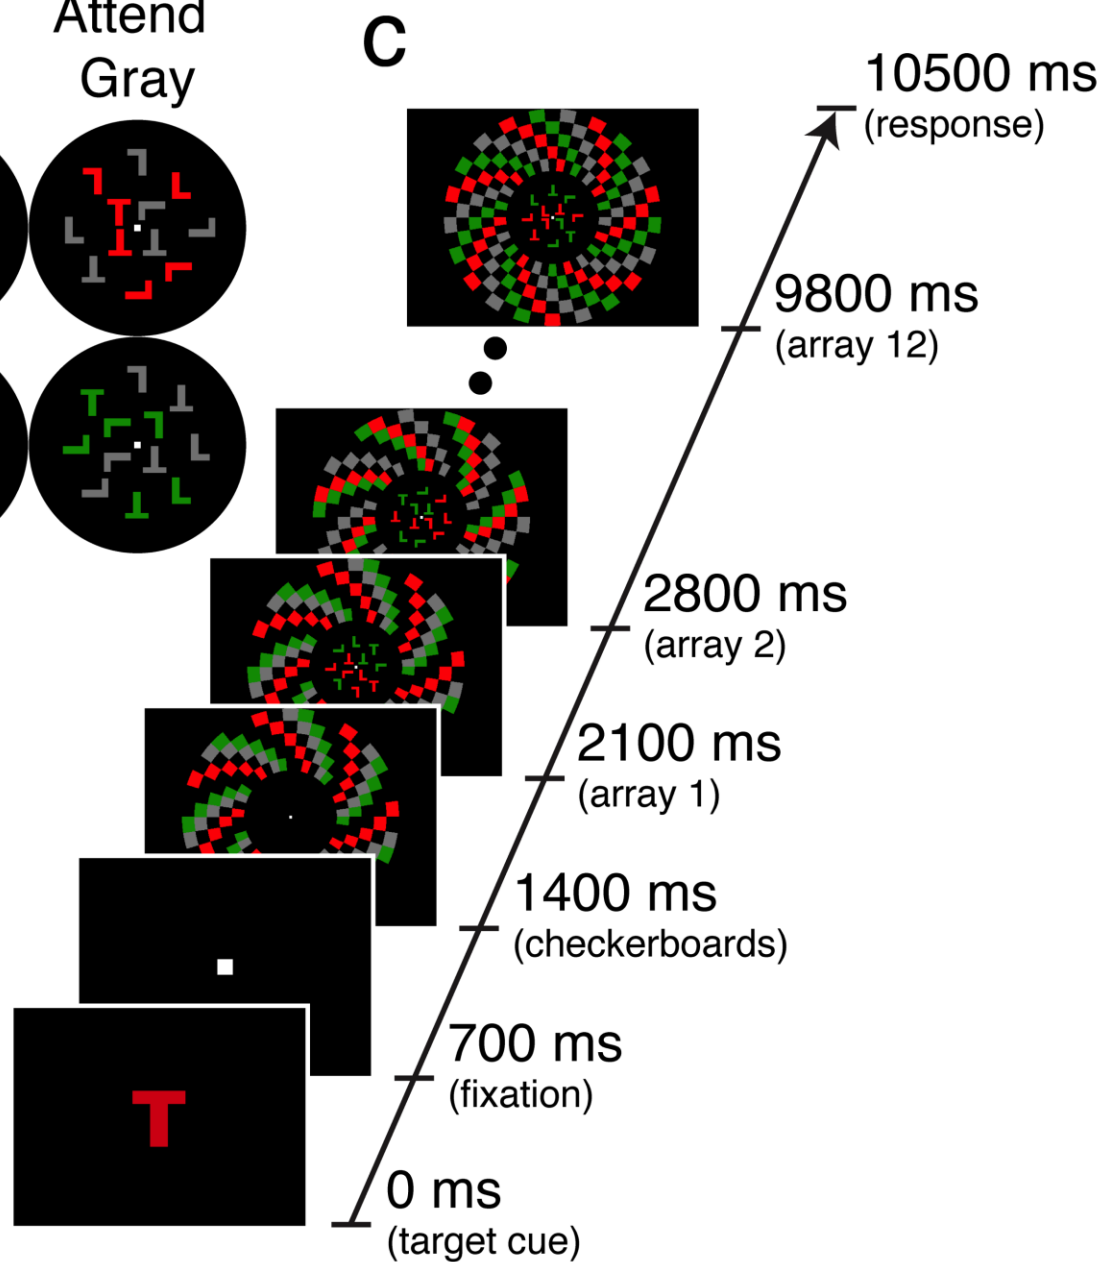 Attend
Gray
C
10500 ms
(response)
9800 ms
(array 12)
2800 ms
(array 2)
2100 ms
(array 1)
1400 ms
(checkerboards)
700 ms
(fixation)
T
0 ms
(target cue)